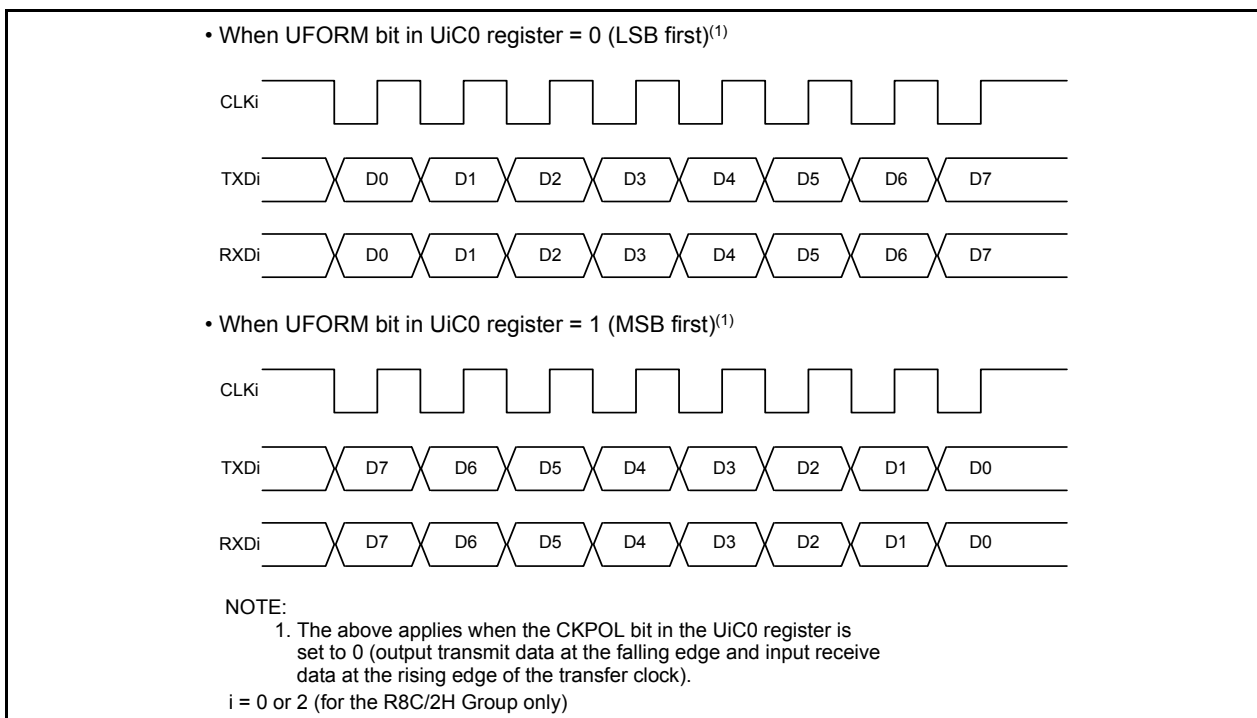 • When UFORM bit in UiC0 register = 0 (LSB first)(1)
CLKi
TXDi D0 D1 D2 D3 D4 D5 D6 D7
RXDi D0 D1 D2 D3 D4 D5 D6 D7
• When UFORM bit in UiC0 register = 1 (MSB first)(1)
CLKi
TXDi D7 D6 D5 D4 D3 D2 D1 D0
RXDi D7 D6 D5 D4 D3 D2 D1 D0
NOTE:
1. The above applies when the CKPOL bit in the UiC0 register is
set to 0 (output transmit data at the falling edge and input receive
data at the rising edge of the transfer clock).
i = 0 or 2 (for the R8C/2H Group only)